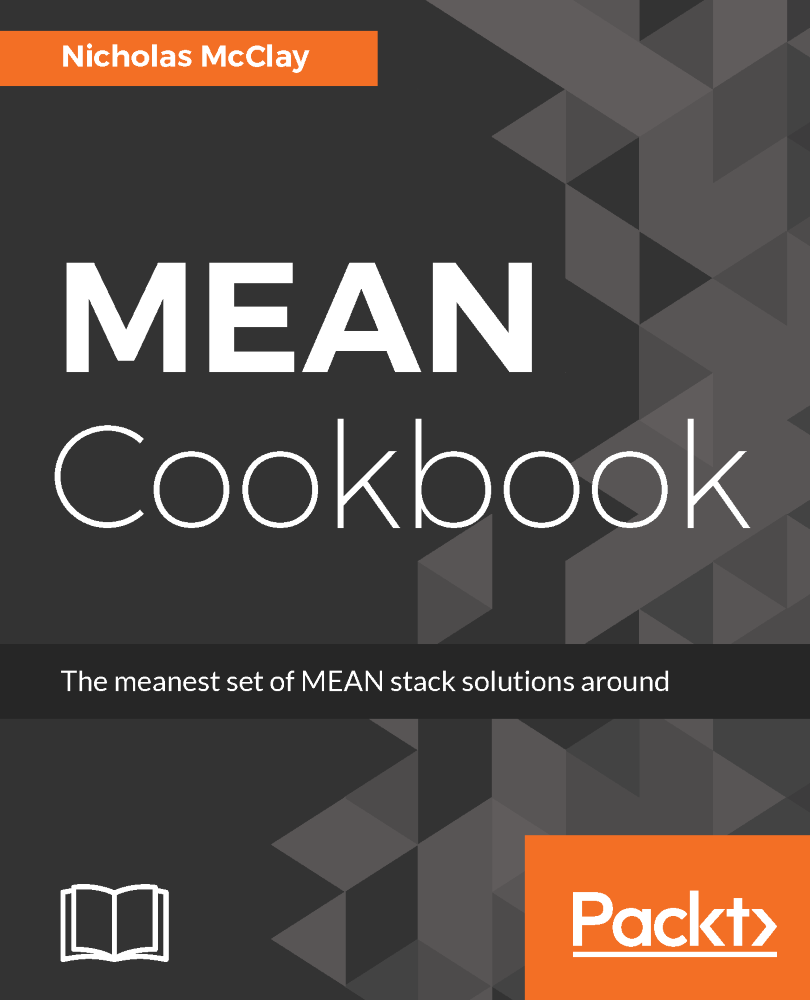 Nicholas McClay
MEAN
Cookbook
The meanest set of MEAN stack solutions around
Packt>